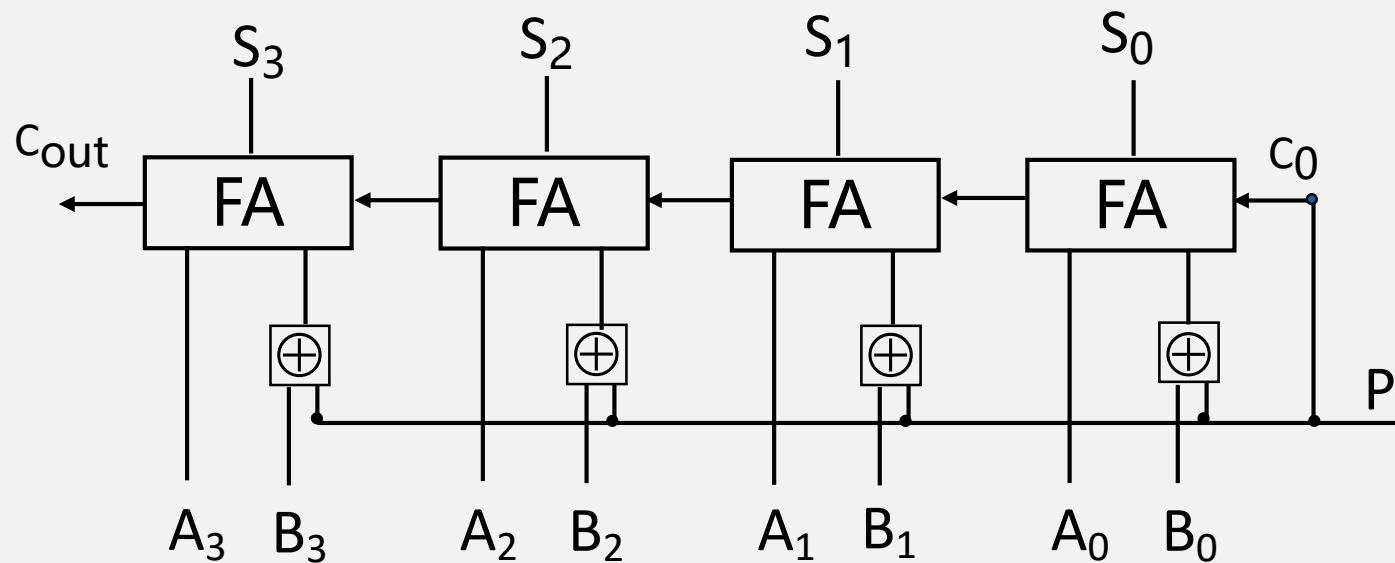 S₃ S₂ S₁ S₀
C₀
Cout
FA FA FA FA
P
A₃ B₃ A₂ B₂ A₁ B₁ A₀ B₀